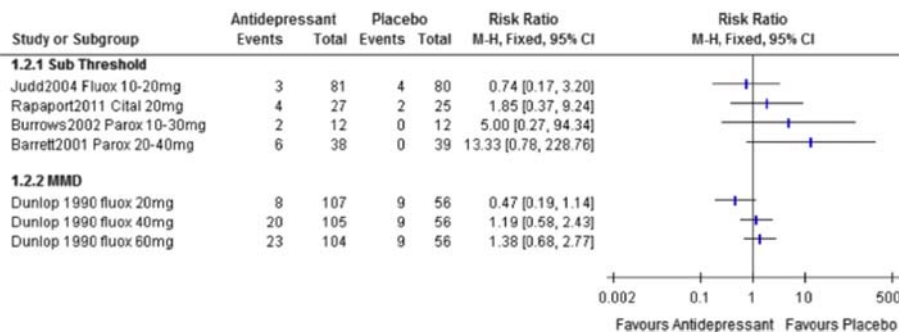 Antidepressant Placebo Risk Ratio Risk Ratio
Study or Subgroup Events Total Events Total M-H, Fixed, 95% CI M-H, Fixed, 95% CI
1.2.1 Sub Threshold
Judd2004 Fluox 10-20mg 3 81 4 80 0.74 [0.17, 3.20]
Rapaport2011 Cital 20mg 4 27 2 25 1.85 [0.37, 9.24]
Burrows2002 Parox 10-30mg 2 12 0 12 5.00 [0.27, 94.34]
Barrett2001 Parox 20-40mg 6 38 0 39 13.33 [0.78, 228.76]
1.2.2 MMD
Dunlop 1990 fluox 20mg 8 107 9 56 0.47 [0.19, 1.14]
Dunlop 1990 fluox 40mg 20 105 9 56 1.19 [0.58, 2.43]
Dunlop 1990 fluox 60mg 23 104 9 56 1.38 [0.68, 2.77]
0.002 0.1 1 10 500
Favours Antidepressant Favours Placebo